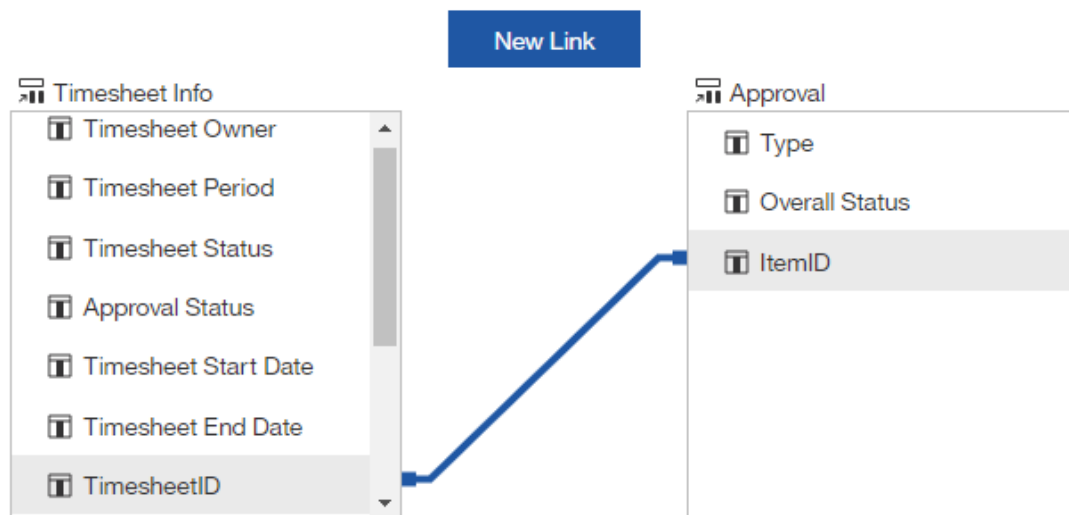 New Link
Timesheet Info
Timesheet Owner
Timesheet Period
Timesheet Status
Approval Status
Timesheet Start Date
Timesheet End Date
TimesheetID
Approval
Type
Overall Status
ItemID